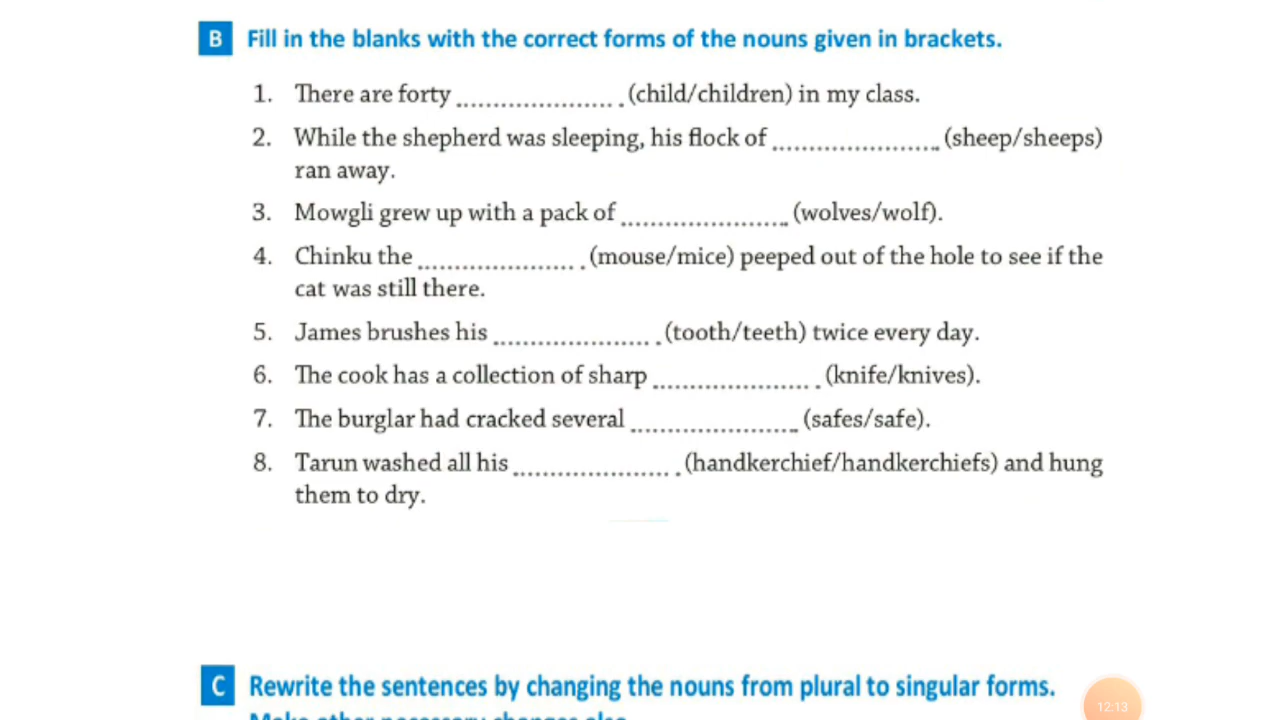 B Fill in the blanks with the correct forms of the nouns given in brackets.
1. There are forty ..................... (child/children) in my class.
2. While the shepherd was sleeping, his flock of ..................... (sheep/sheeps)
ran away.
3. Mowgli grew up with a pack of ..................... (wolves/wolf).
4. Chinku the ..................... (mouse/mice) peeped out of the hole to see if the
cat was still there.
5. James brushes his ..................... (tooth/teeth) twice every day.
6. The cook has a collection of sharp ..................... (knife/knives).
7. The burglar had cracked several ..................... (safes/safe).
8. Tarun washed all his ..................... (handkerchief/handkerchiefs) and hung
them to dry.
C Rewrite the sentences by changing the nouns from plural to singular forms.
Make other necessary changes also.
12:13